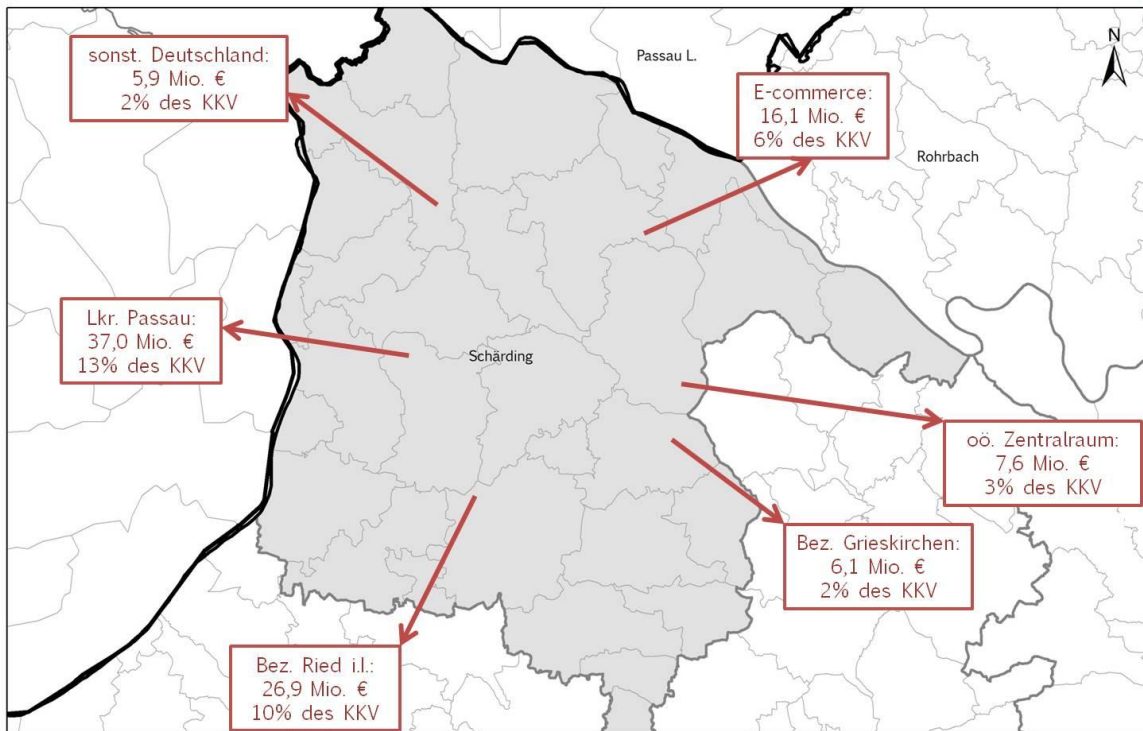 sonst. Deutschland:
5,9 Mio. €
2% des KKV
Passau L.
N
E-commerce:
16,1 Mio. €
6% des KKV
Rohrbach
Lkr. Passau:
37,0 Mio. €
13% des KKV
Schärding
oö. Zentralraum:
7,6 Mio. €
3% des KKV
Bez. Grieskirchen:
6,1 Mio. €
2% des KKV
Bez. Ried i.I.:
26,9 Mio. €
10% des KKV